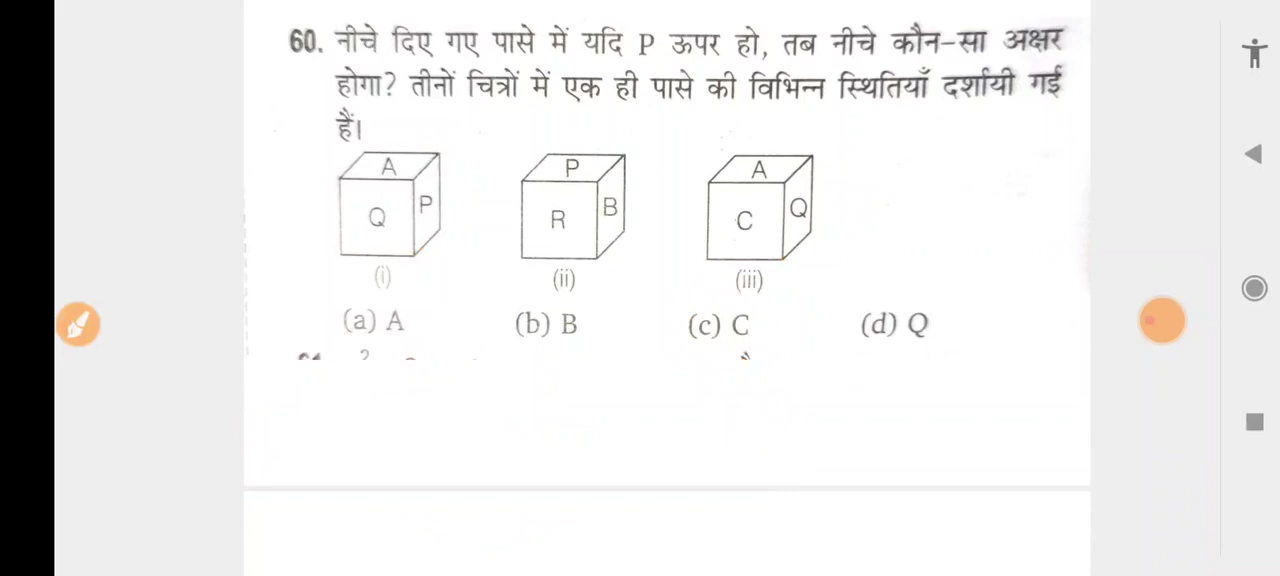 60. नीचे दिए गए पासे में यदि P ऊपर हो, तब नीचे कौन-सा अक्षर
होगा? तीनों चित्रों में एक ही पासे की विभिन्न स्थितियाँ दर्शायी गई
हैं।
A
Q
P
(i)
P
R
B
(ii)
A
C
Q
(iii)
(a) A (b) B (c) C (d) Q